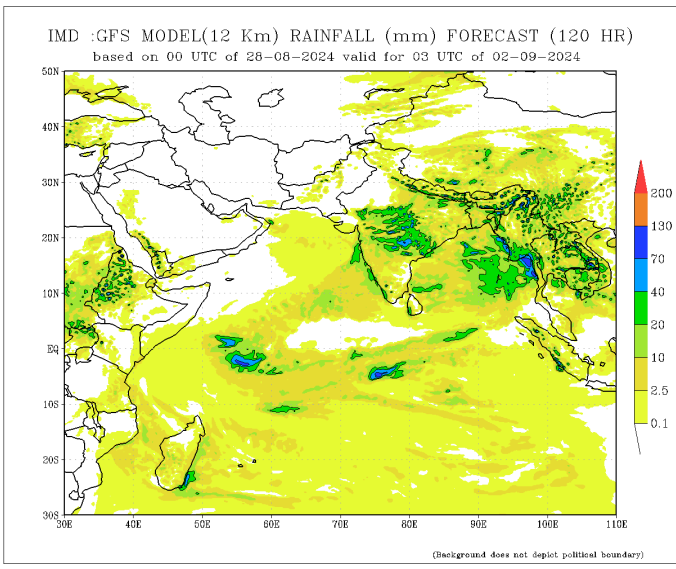 IMD :GFS MODEL(12 Km) RAINFALL (mm) FORECAST (120 HR)
based on 00 UTC of 28-08-2024 valid for 03 UTC of 02-09-2024
50N
40N
30N
20N
10N
EQ
10S
20S
30S
30E 40E 50E 60E 70E 80E 90E 100E 110E
200
130
70
40
20
10
2.5
0.1
(Background does not depict political boundary)